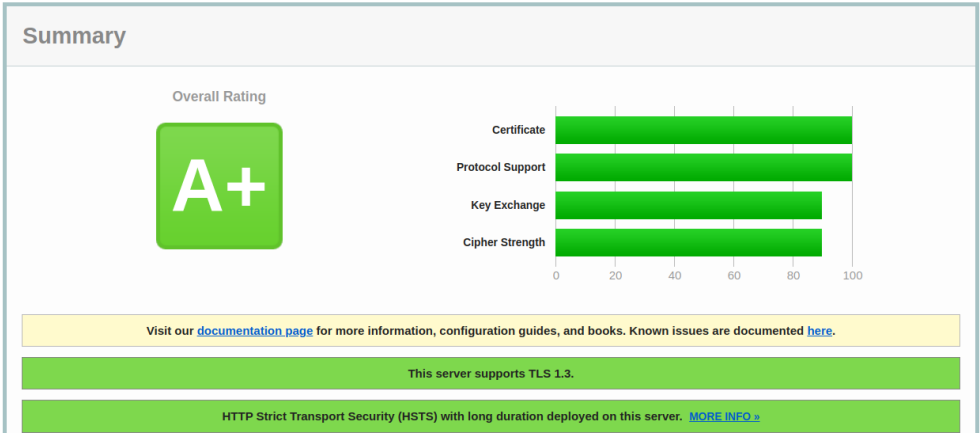 Summary
Overall Rating
A+
Certificate
Protocol Support
Key Exchange
Cipher Strength
0 20 40 60 80 100
Visit our documentation page for more information, configuration guides, and books. Known issues are documented here.
This server supports TLS 1.3.
HTTP Strict Transport Security (HSTS) with long duration deployed on this server. MORE INFO »